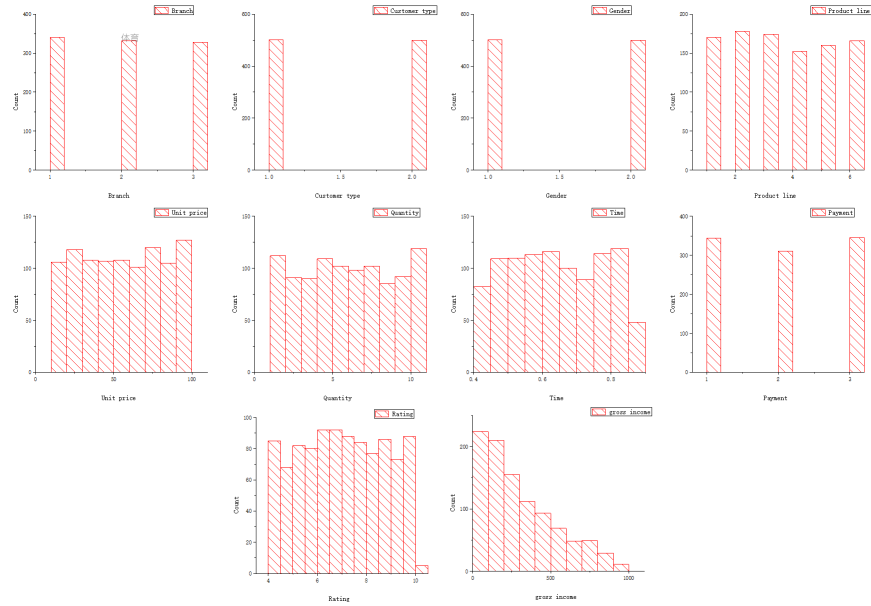 Branch
Customer type
Gender
Product line
600
600
200
400
体育
300
400
400
150
Count
Count
Count
Count
200
100
200
200
100
50
0
0
0
0
1
2
3
1.0
1.5
2.0
1.0
1.5
2.0
2
4
6
Branch
Customer type
Gender
Product line
Unit price
Quantity
Time
Payment
150
150
150
400
100
100
100
300
Count
Count
Count
Count
200
50
50
50
100
0
0
0
0
0
50
100
0
5
10
0.4
0.6
0.8
1
2
3
Unit price
Quantity
Time
Payment
Rating
gross income
100
80
200
60
Count
Count
40
100
20
0
0
4
6
8
10
0
500
1000
Rating
gross income